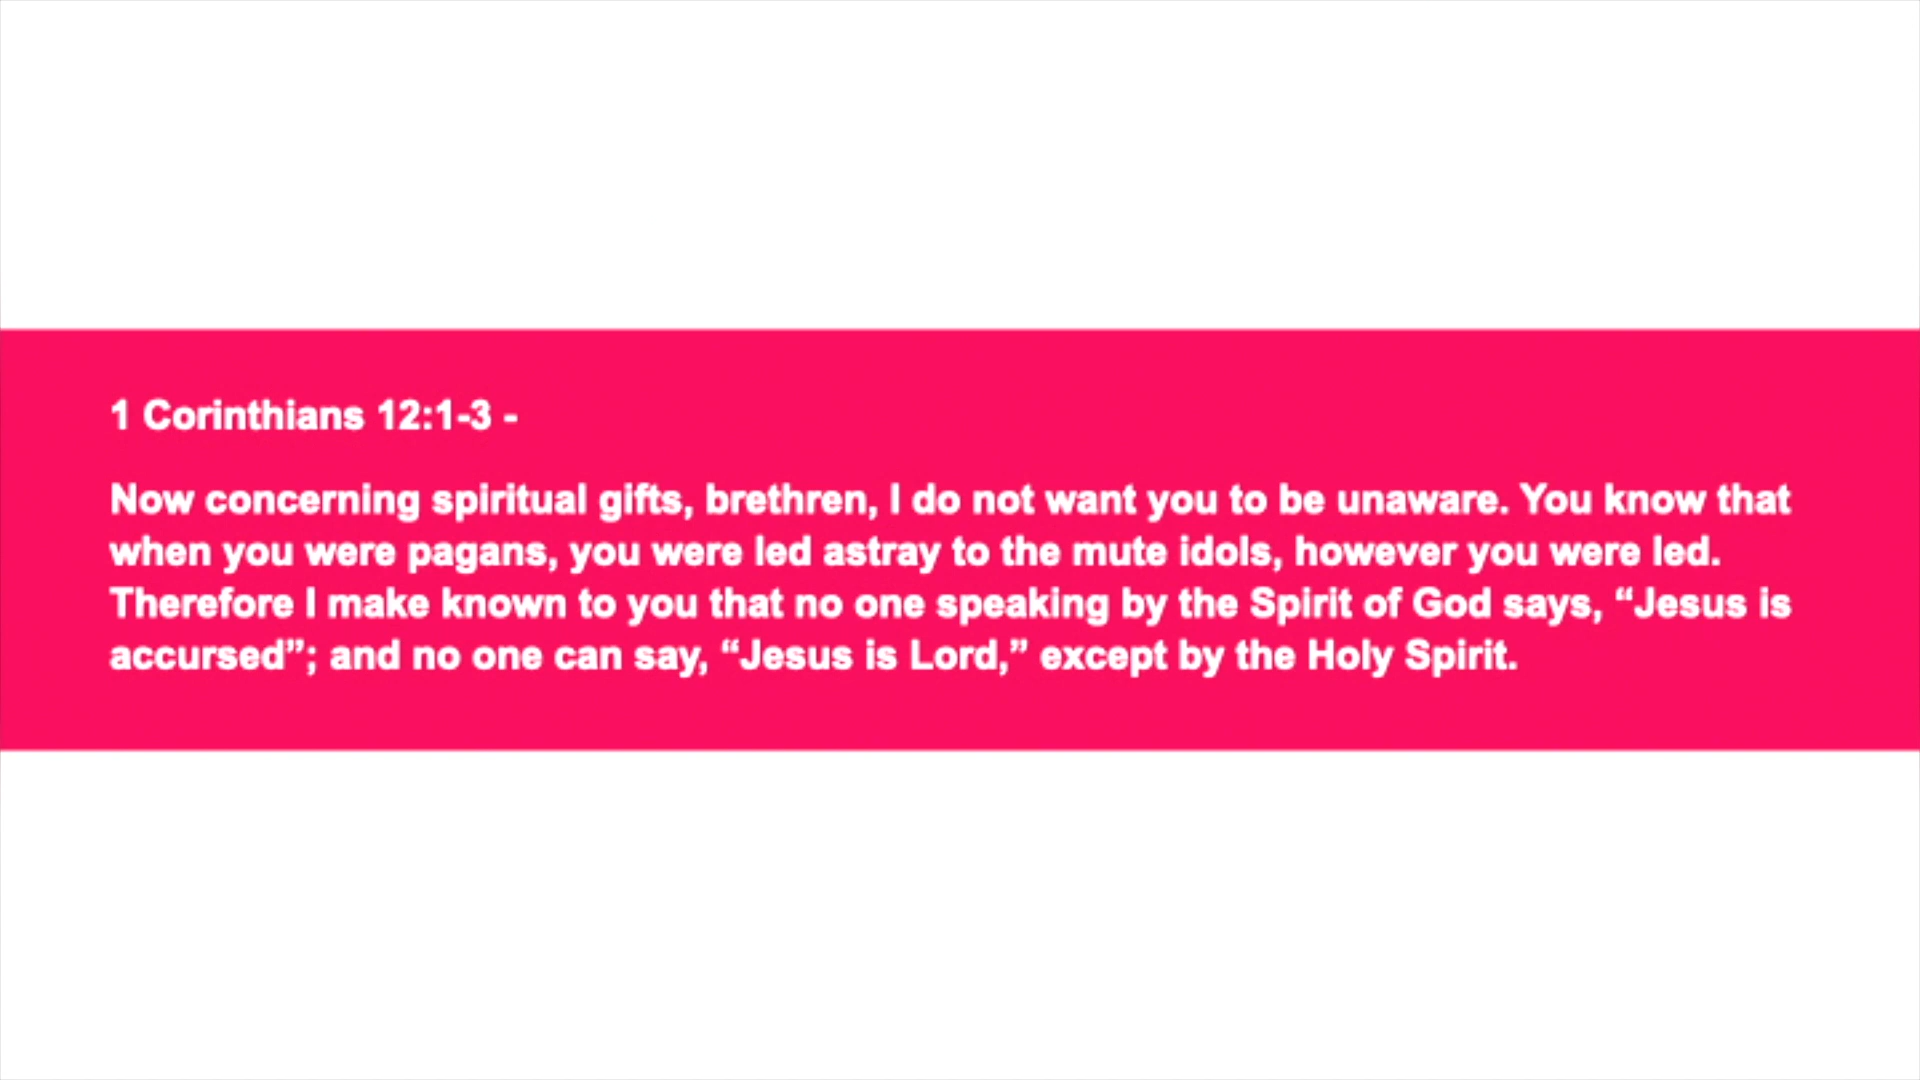 1 Corinthians 12:1-3 -
Now concerning spiritual gifts, brethren, I do not want you to be unaware. You know that
when you were pagans, you were led astray to the mute idols, however you were led.
Therefore I make known to you that no one speaking by the Spirit of God says, “Jesus is
accursed”; and no one can say, “Jesus is Lord,” except by the Holy Spirit.